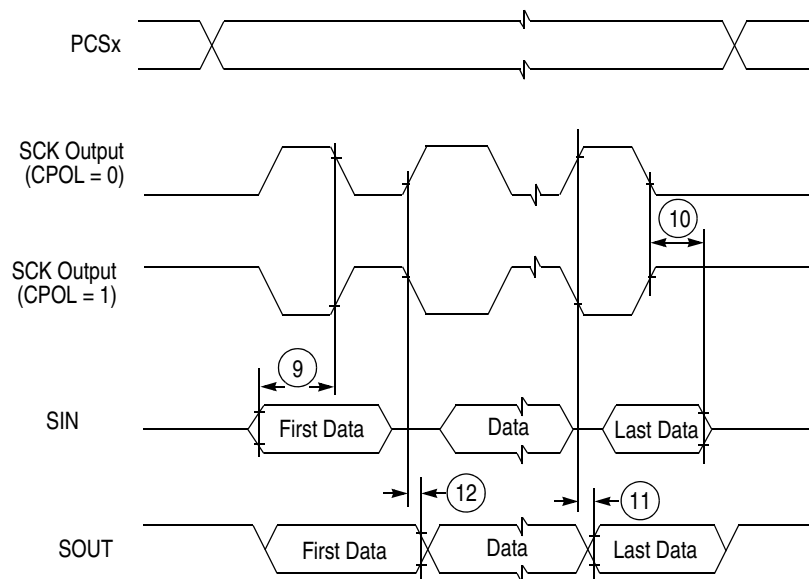 PCSx
SCK Output
(CPOL = 0)
10
SCK Output
(CPOL = 1)
9
SIN
First Data
Data
Last Data
12
11
SOUT
First Data
Data
Last Data